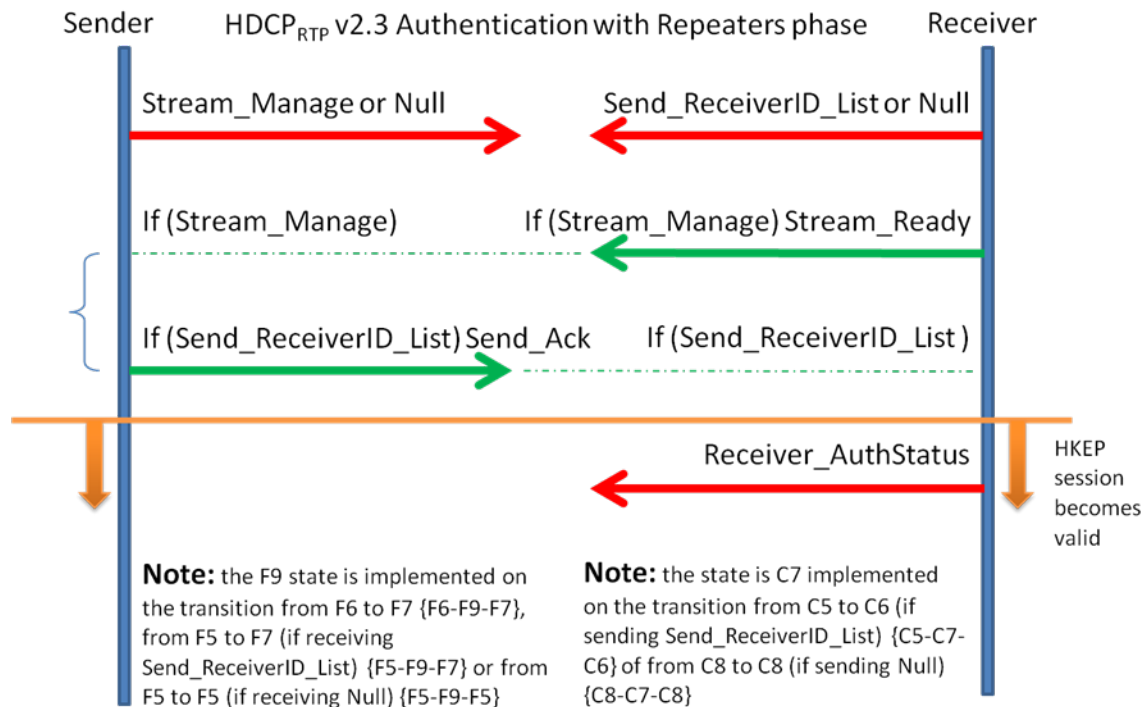 Sender HDCPRTP v2.3 Authentication with Repeaters phase Receiver
Stream_Manage or Null Send_ReceiverID_List or Null
If (Stream_Manage) If (Stream_Manage) Stream_Ready
If (Send_ReceiverID_List) Send_Ack If (Send_ReceiverID_List )
Receiver_AuthStatus
HKEP
session
becomes
valid
Note: the F9 state is implemented on
the transition from F6 to F7 {F6-F9-F7},
from F5 to F7 (if receiving
Send_ReceiverID_List) {F5-F9-F7} or from
F5 to F5 (if receiving Null) {F5-F9-F5}
Note: the state is C7 implemented
on the transition from C5 to C6 (if
sending Send_ReceiverID_List) {C5-C7-
C6} of from C8 to C8 (if sending Null)
{C8-C7-C8}